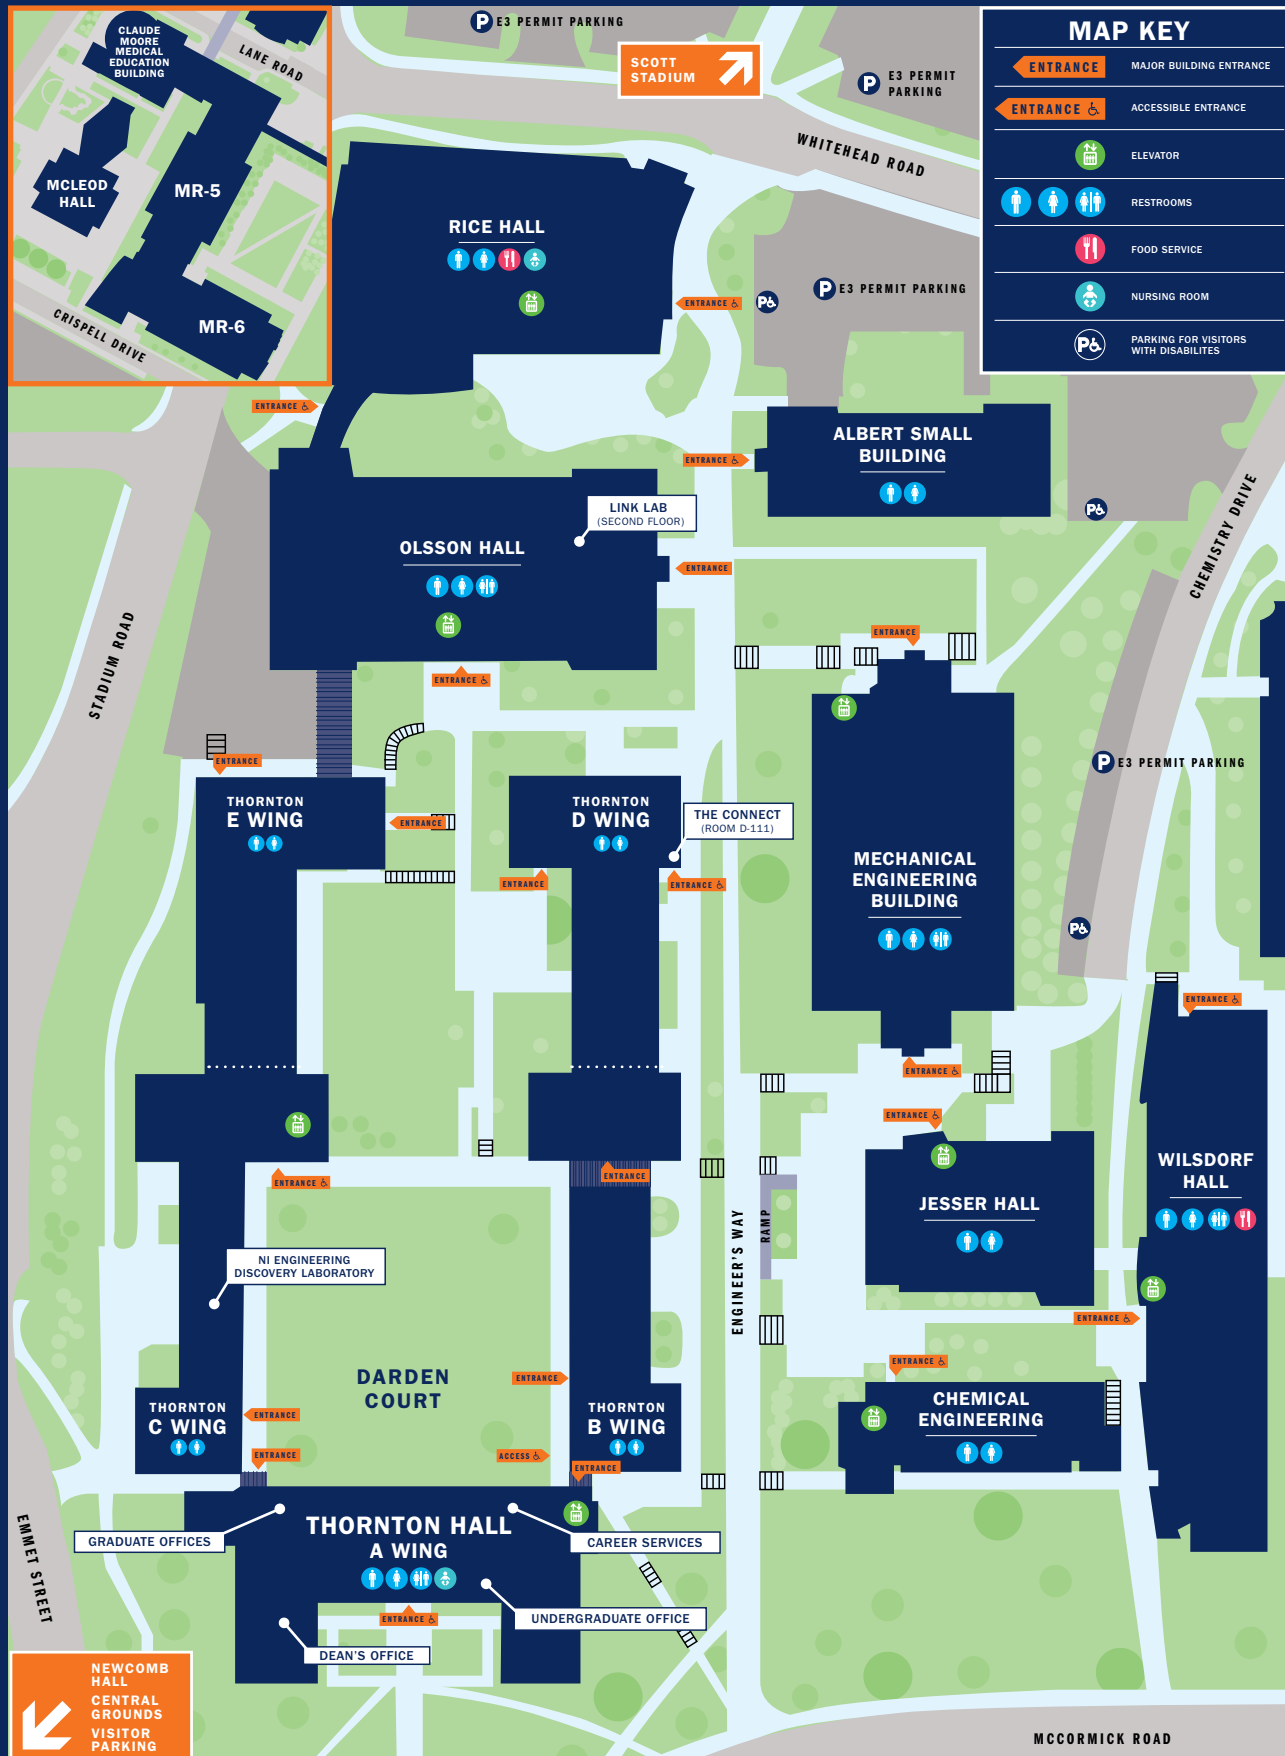 CLAUDE
MOORE
MEDICAL
EDUCATION
BUILDING
LANE ROAD
MCLEOD
HALL
MR-5
MR-6
CRISPELL DRIVE
P E3 PERMIT PARKING
SCOTT
STADIUM
P E3 PERMIT
PARKING
WHITEHEAD ROAD
MAP KEY
ENTRANCE MAJOR BUILDING ENTRANCE
ENTRANCE ACCESSIBLE ENTRANCE
ELEVATOR
RESTROOMS
FOOD SERVICE
NURSING ROOM
P PARKING FOR VISITORS
WITH DISABILITES
RICE HALL
ENTRANCE
P
P E3 PERMIT PARKING
ENTRANCE
ALBERT SMALL
BUILDING
ENTRANCE
P
CHEMISTRY DRIVE
LINK LAB
(SECOND FLOOR)
OLSSON HALL
ENTRANCE
ENTRANCE
STADIUM ROAD
ENTRANCE
ENTRANCE
THORNTON
E WING
ENTRANCE
THORNTON
D WING
THE CONNECT
(ROOM D-111)
ENTRANCE
ENTRANCE
P E3 PERMIT PARKING
MECHANICAL
ENGINEERING
BUILDING
P
ENTRANCE
ENTRANCE
ENTRANCE
WILSDORF
HALL
JESSER HALL
ENTRANCE
ENTRANCE
RAMP
ENGINEER'S WAY
NI ENGINEERING
DISCOVERY LABORATORY
ENTRANCE
ENTRANCE
CHEMICAL
ENGINEERING
DARDEN
COURT
ENTRANCE
THORNTON
C WING
ENTRANCE
ENTRANCE
THORNTON
B WING
ACCESS
ENTRANCE
EMMET STREET
GRADUATE OFFICES
THORNTON HALL
A WING
CAREER SERVICES
UNDERGRADUATE OFFICE
ENTRANCE
DEAN'S OFFICE
NEWCOMB
HALL
CENTRAL
GROUNDS
VISITOR
PARKING
MCCORMICK ROAD